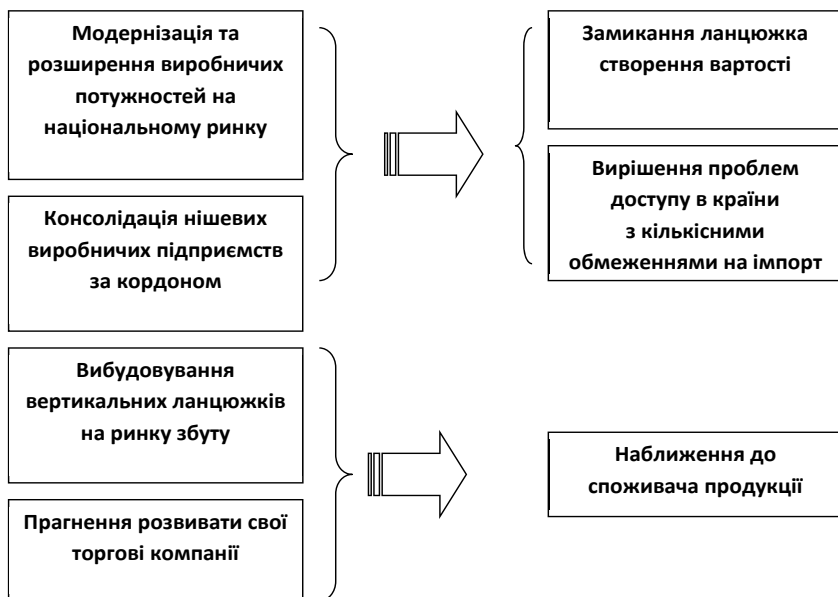 Модернізація та
розширення виробничих
потужностей на
національному ринку
Консолідація нішевих
виробничих підприємств
за кордоном
Вибудовування
вертикальних ланцюжків
на ринку збуту
Прагнення розвивати свої
торгові компанії
Замикання ланцюжка
створення вартості
Вирішення проблем
доступу в країни
з кількісними
обмеженнями на імпорт
Наближення до
споживача продукції